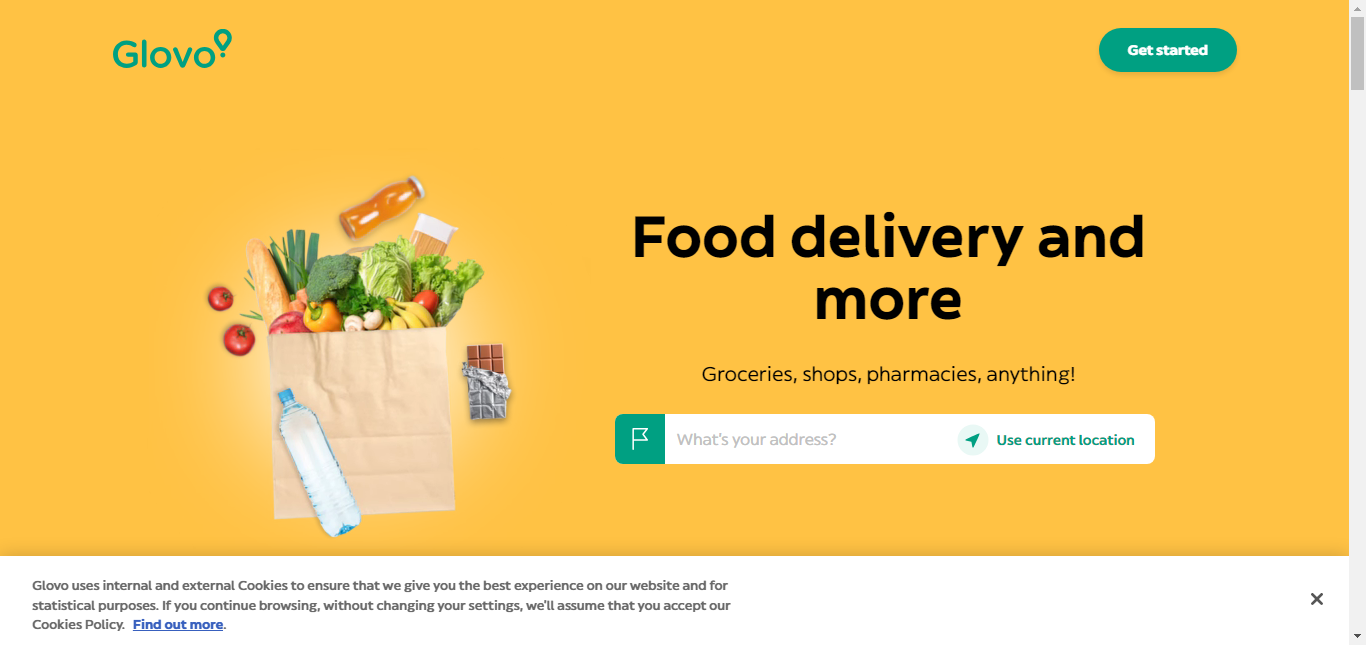 Glovo
Get started
Food delivery and
more
Groceries, shops, pharmacies, anything!
What's your address?
Use current location
Glovo uses internal and external Cookies to ensure that we give you the best experience on our website and for
statistical purposes. If you continue browsing, without changing your settings, we'll assume that you accept our
Cookies Policy. Find out more.